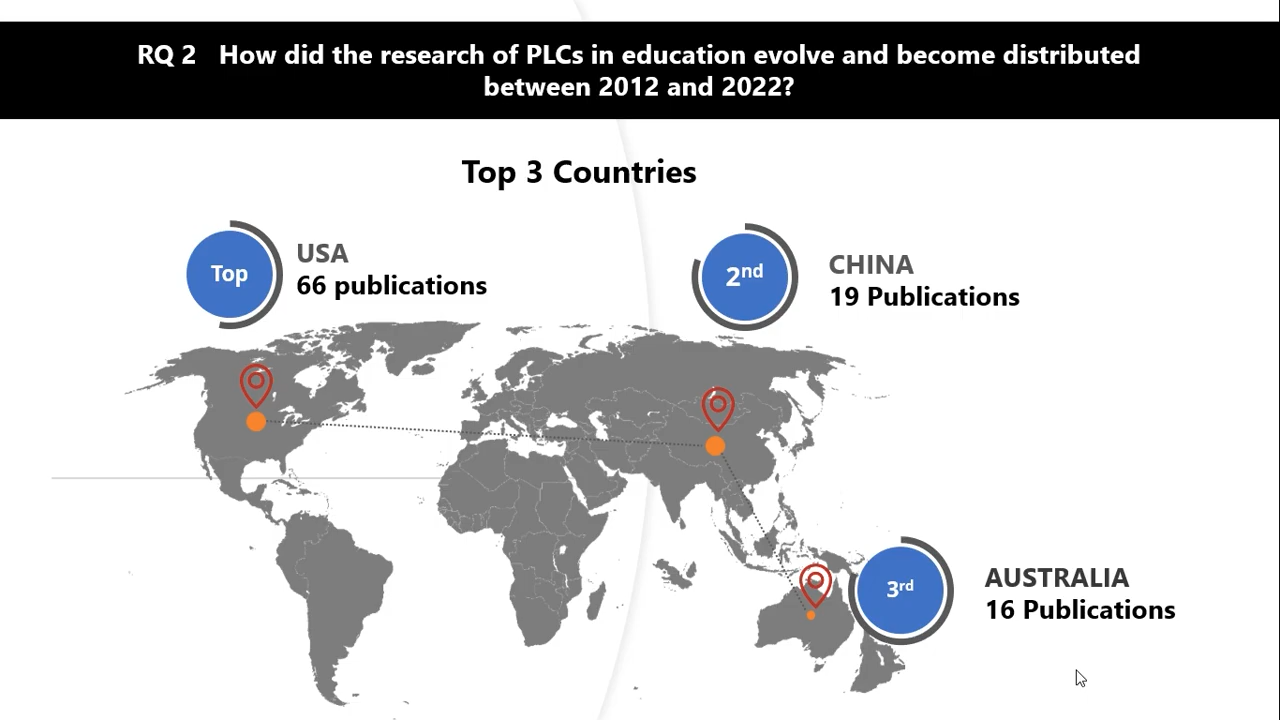 RQ 2 How did the research of PLCs in education evolve and become distributed
between 2012 and 2022?
Top 3 Countries
Top
USA
66 publications
2nd
CHINA
19 Publications
3rd
AUSTRALIA
16 Publications